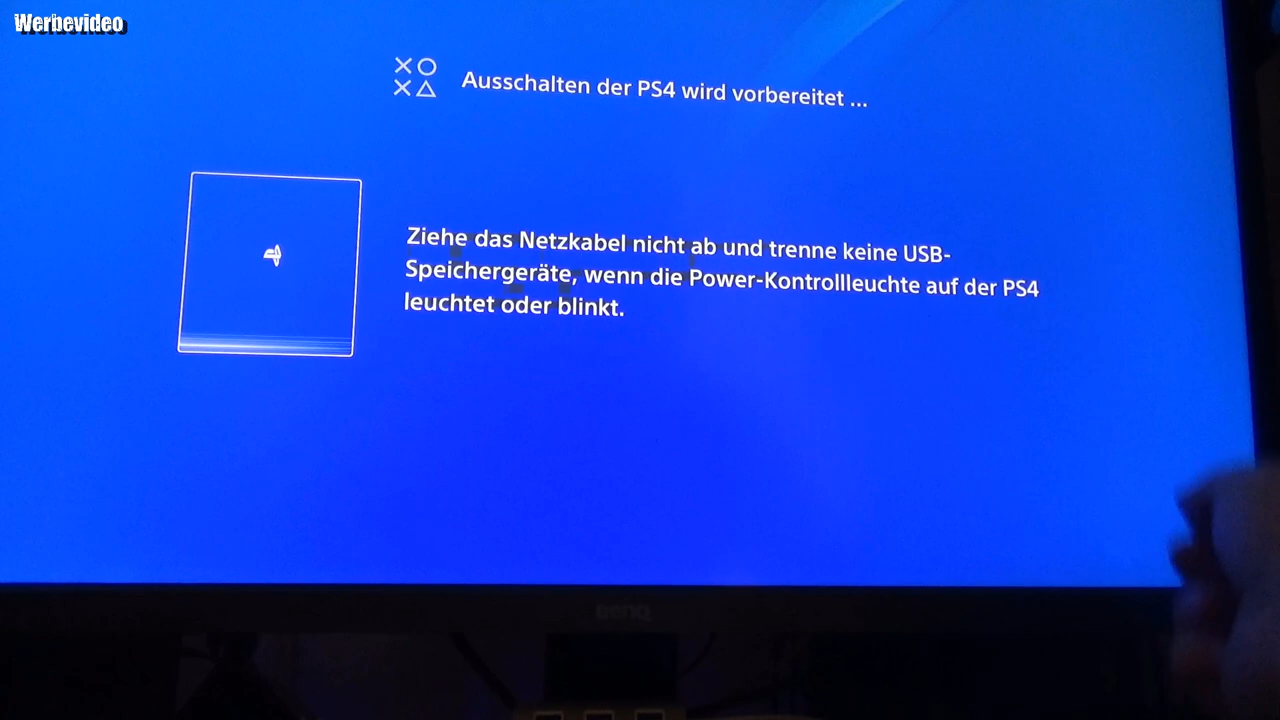 Werbevideo
Ausschalten der PS4 wird vorbereitet ...
Ziehe das Netzkabel nicht ab und trenne keine USB-
Speichergeräte, wenn die Power-Kontrollleuchte auf der PS4
leuchtet oder blinkt.
BenQ